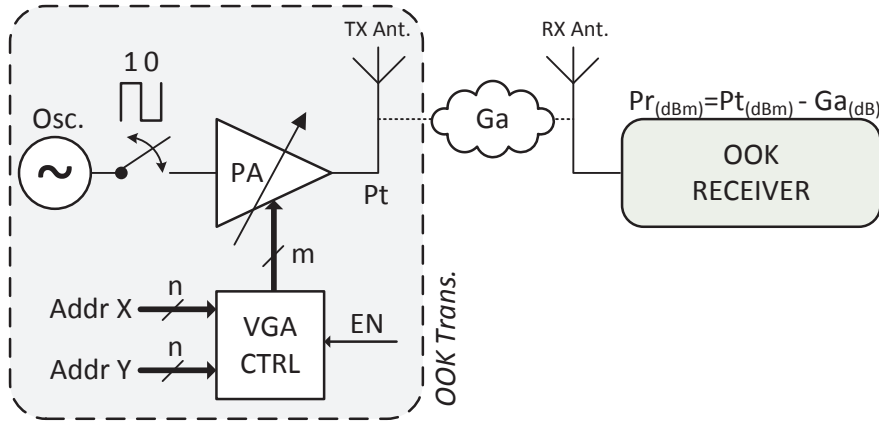 TX Ant.
RX Ant.
1 0
Osc.
Ga
Pr(dBm)=Pt(dBm) - Ga(dB)
PA
Pt
OOK
RECEIVER
m
n
Addr X
VGA
CTRL
EN
n
Addr Y
OOK Trans.